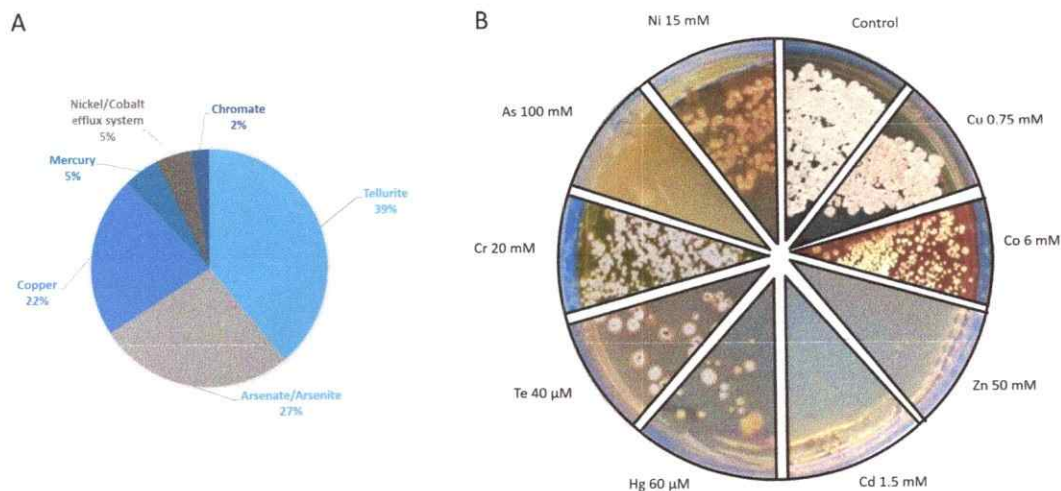 A
Nickel/Cobalt
efflux system
5%
Chromate
2%
Mercury
5%
Tellurite
39%
Copper
22%
Arsenate/Arsenite
27%
B
Ni 15 mM
Control
As 100 mM
Cu 0.75 mM
Cr 20 mM
Co 6 mM
Te 40 µM
Zn 50 mM
Hg 60 µM
Cd 1.5 mM